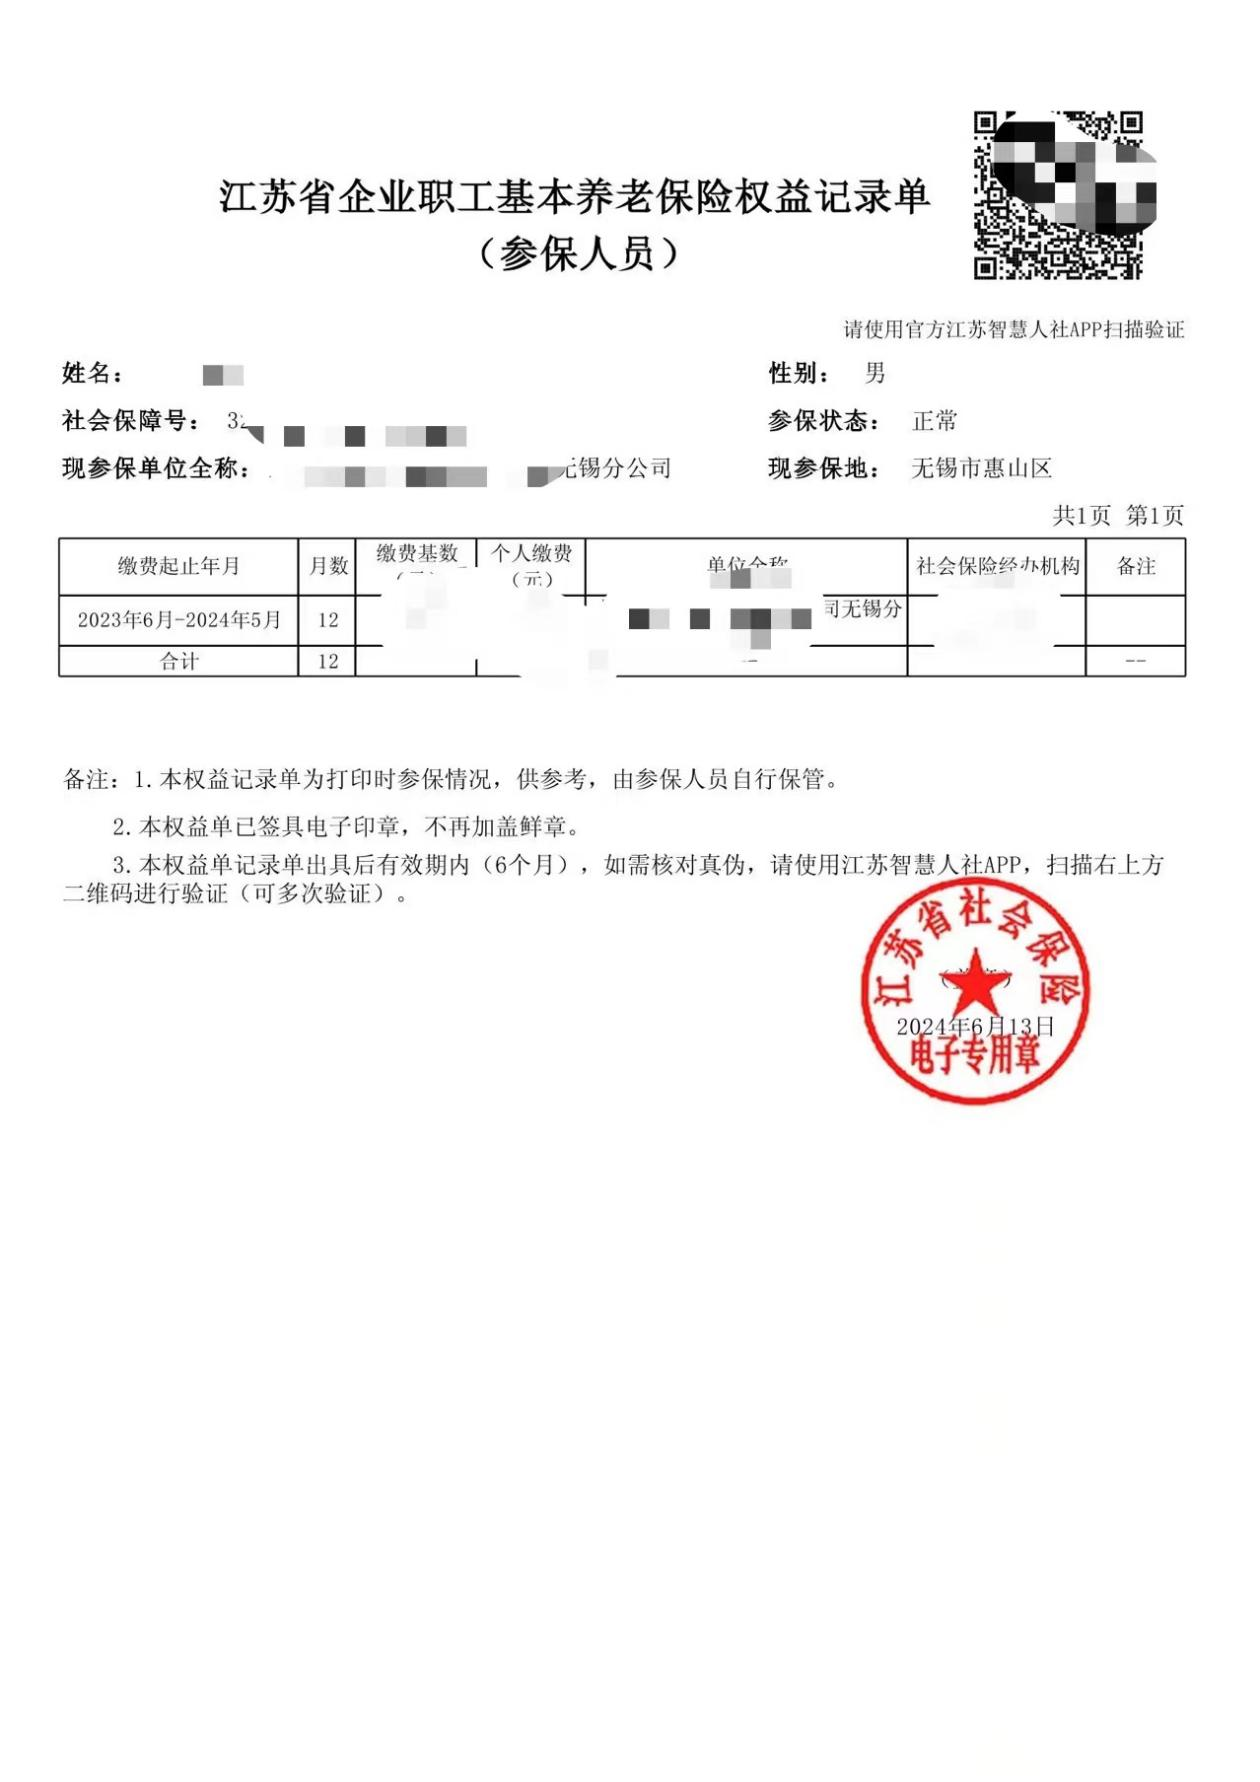 江苏省企业职工基本养老保险权益记录单
（参保人员）
请使用官方江苏智慧人社APP扫描验证
姓名： 性别： 男
社会保障号： 32 参保状态： 正常
现参保单位全称： 无锡分公司 现参保地： 无锡市惠山区
共1页 第1页
缴费起止年月 月数 缴费基数 个人缴费（元） 单位全称 社会保险经办机构 备注
2023年6月-2024年5月 12 司无锡分
合计 12 -- --
备注：1.本权益记录单为打印时参保情况，供参考，由参保人员自行保管。
2.本权益单已签具电子印章，不再加盖鲜章。
3.本权益单记录单出具后有效期内（6个月），如需核对真伪，请使用江苏智慧人社APP，扫描右上方
二维码进行验证（可多次验证）。
江苏省社会保险
2024年6月13日
电子专用章